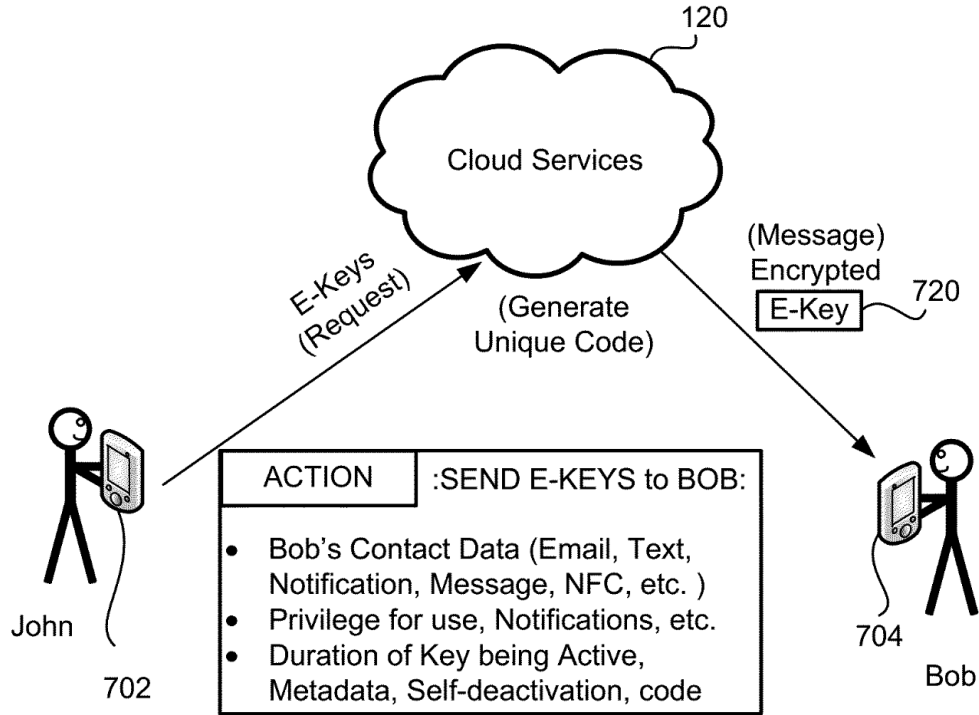 120
Cloud Services
E-Keys
(Request)
(Generate
Unique Code)
(Message)
Encrypted
E-Key
720
John
702
ACTION :SEND E-KEYS to BOB:
• Bob's Contact Data (Email, Text,
Notification, Message, NFC, etc. )
• Privilege for use, Notifications, etc.
• Duration of Key being Active,
Metadata, Self-deactivation, code
704
Bob